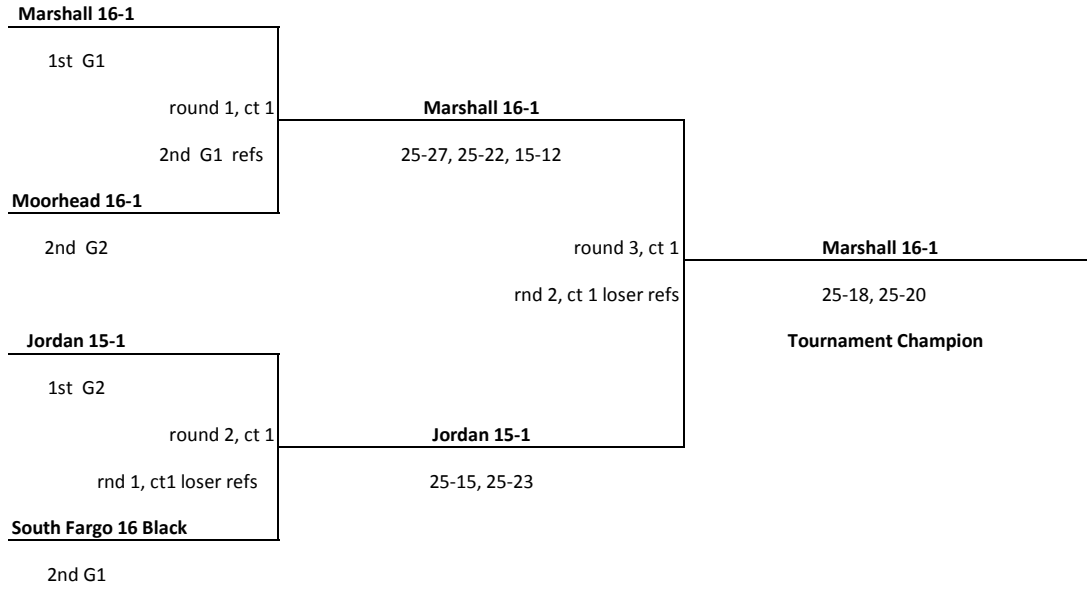 Marshall 16-1
1st G1
round 1, ct 1
Marshall 16-1
2nd G1 refs
25-27, 25-22, 15-12
Moorhead 16-1
2nd G2
round 3, ct 1
Marshall 16-1
rnd 2, ct 1 loser refs
25-18, 25-20
Jordan 15-1
Tournament Champion
1st G2
round 2, ct 1
Jordan 15-1
rnd 1, ct1 loser refs
25-15, 25-23
South Fargo 16 Black
2nd G1